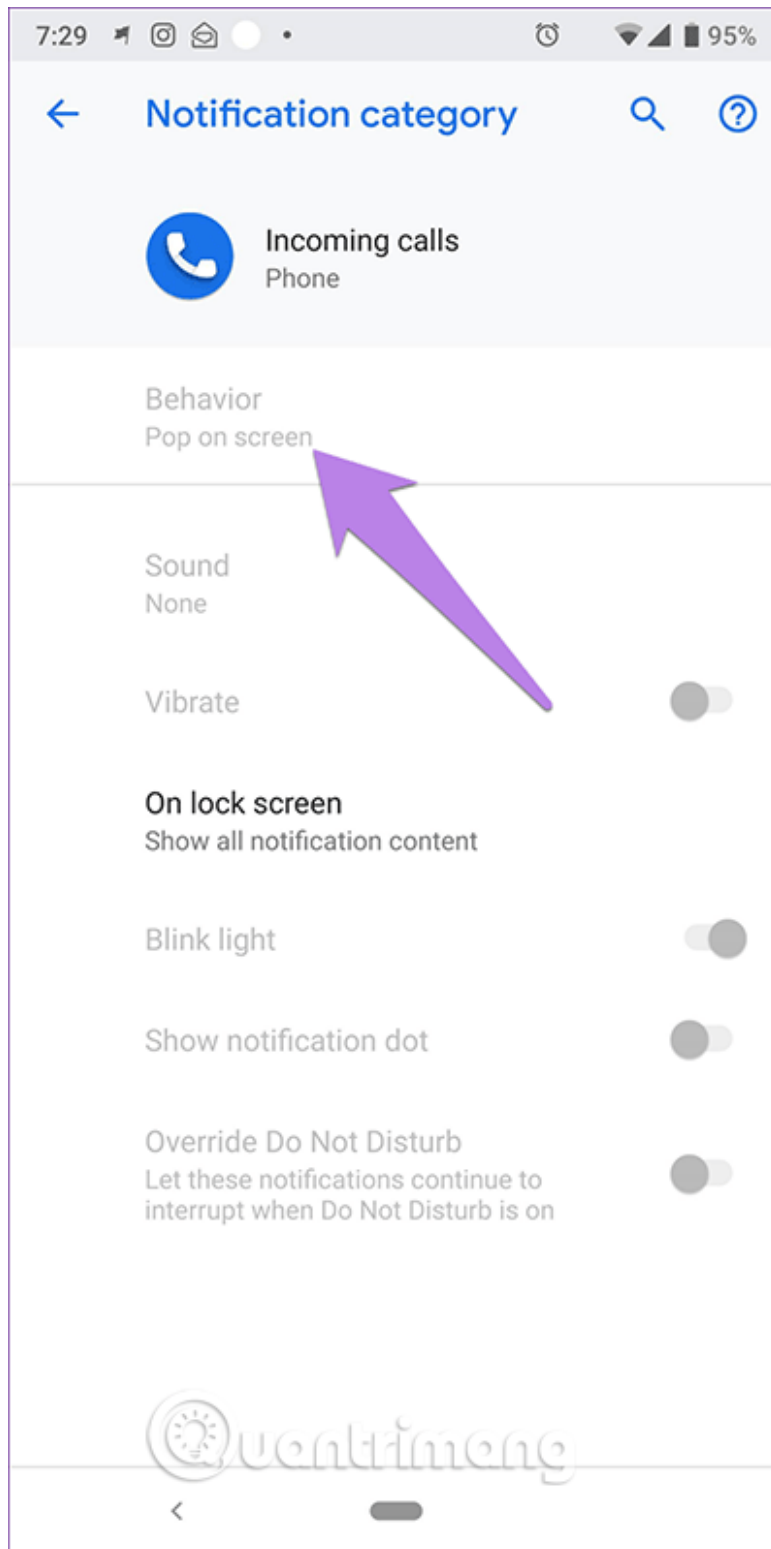 7:29
95%
Notification category
Incoming calls
Phone
Behavior
Pop on screen
Sound
None
Vibrate
On lock screen
Show all notification content
Blink light
Show notification dot
Override Do Not Disturb
Let these notifications continue to
interrupt when Do Not Disturb is on
Quantrimang